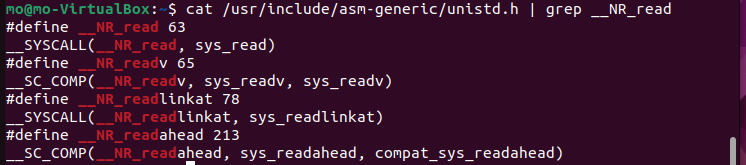 mo@mo-VirtualBox:~$ cat /usr/include/asm-generic/unistd.h | grep __NR_read
#define __NR_read 63
__SYSCALL(__NR_read, sys_read)
#define __NR_readv 65
__SC_COMP(__NR_readv, sys_readv, sys_readv)
#define __NR_readlinkat 78
__SYSCALL(__NR_readlinkat, sys_readlinkat)
#define __NR_readahead 213
__SC_COMP(__NR_readahead, sys_readahead, compat_sys_readahead)